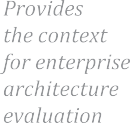 Provides
the context
for enterprise
architecture
evaluation